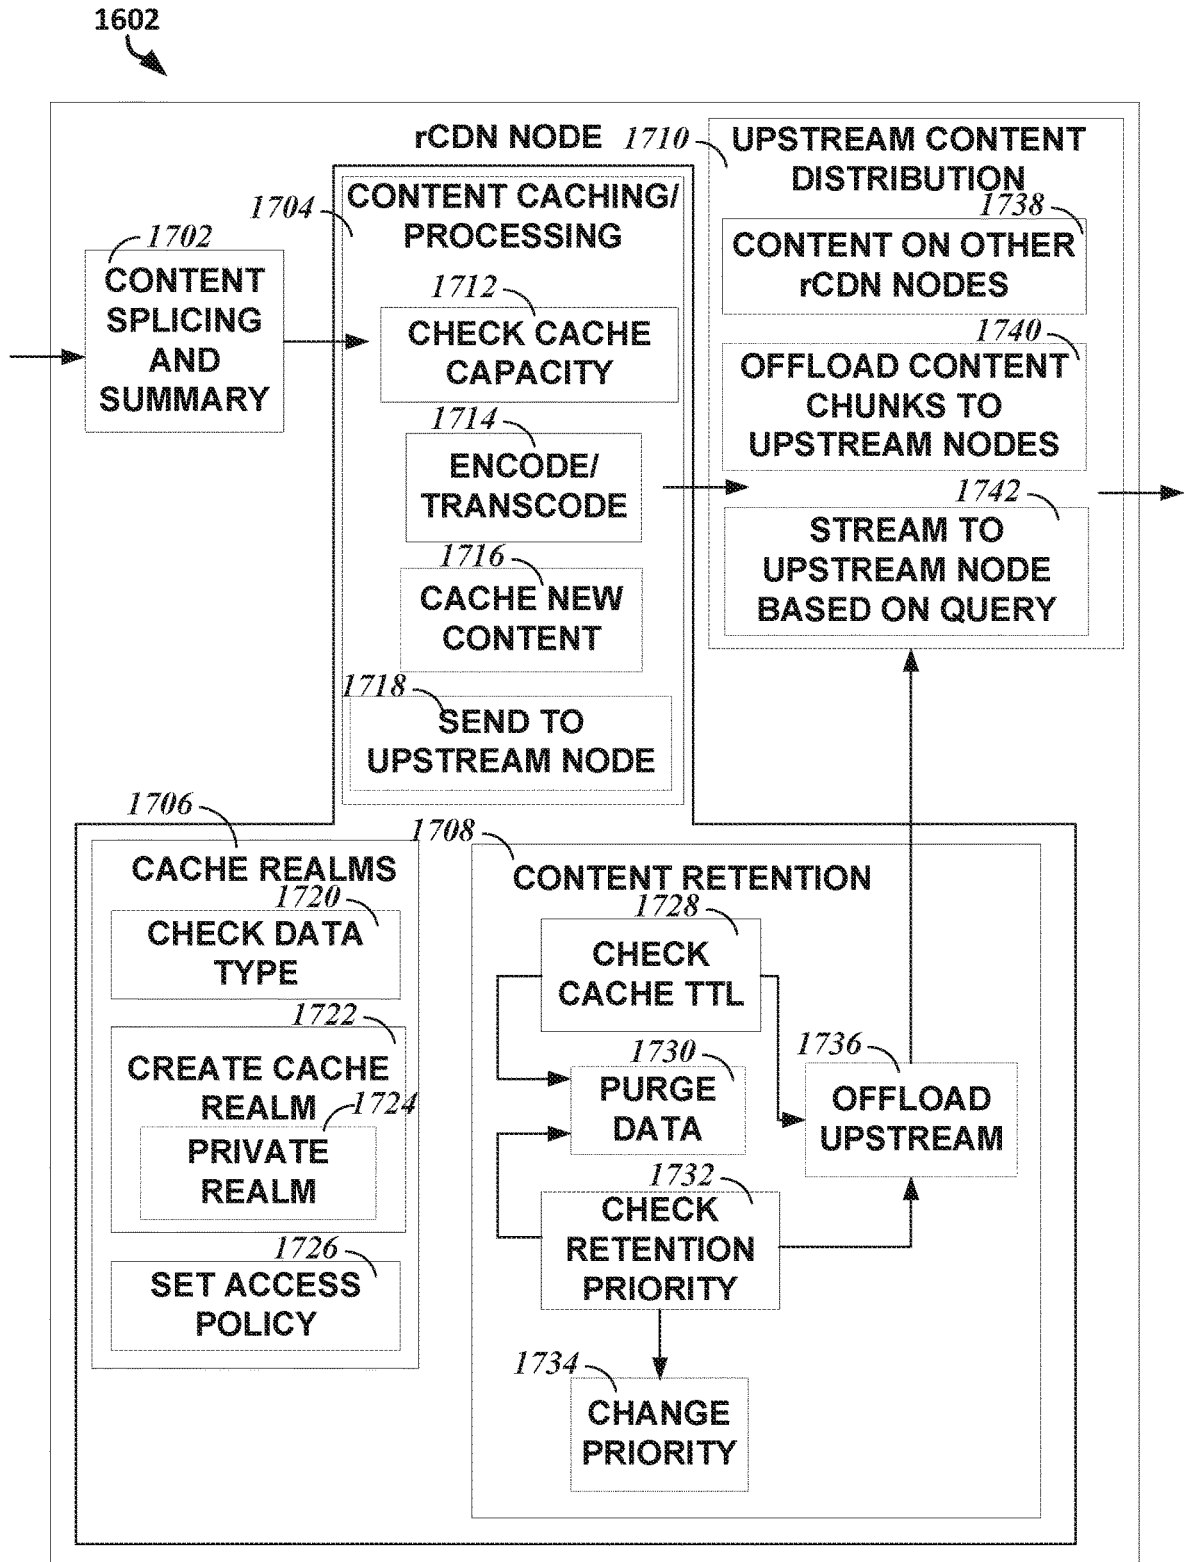 1602
rCDN NODE
1702
CONTENT
SPLICING
AND
SUMMARY
1704
CONTENT CACHING/
PROCESSING
1712
CHECK CACHE
CAPACITY
1714
ENCODE/
TRANSCODE
1716
CACHE NEW
CONTENT
1718
SEND TO
UPSTREAM NODE
1710
UPSTREAM CONTENT
DISTRIBUTION
1738
CONTENT ON OTHER
rCDN NODES
1740
OFFLOAD CONTENT
CHUNKS TO
UPSTREAM NODES
1742
STREAM TO
UPSTREAM NODE
BASED ON QUERY
1706
CACHE REALMS
1720
CHECK DATA
TYPE
1722
CREATE CACHE
REALM
1724
PRIVATE
REALM
1726
SET ACCESS
POLICY
1708
CONTENT RETENTION
1728
CHECK
CACHE TTL
1730
PURGE
DATA
1732
CHECK
RETENTION
PRIORITY
1734
CHANGE
PRIORITY
1736
OFFLOAD
UPSTREAM